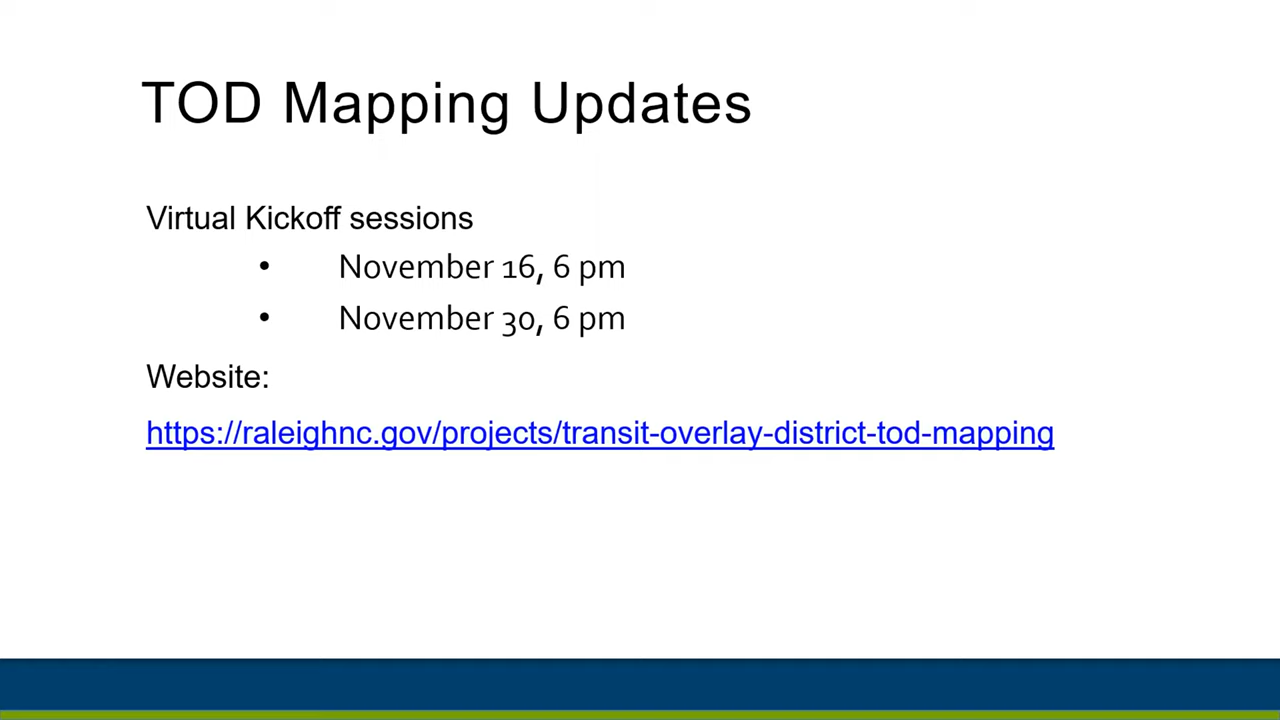 TOD Mapping Updates
Virtual Kickoff sessions
• November 16, 6 pm
• November 30, 6 pm
Website:
https://raleighnc.gov/projects/transit-overlay-district-tod-mapping